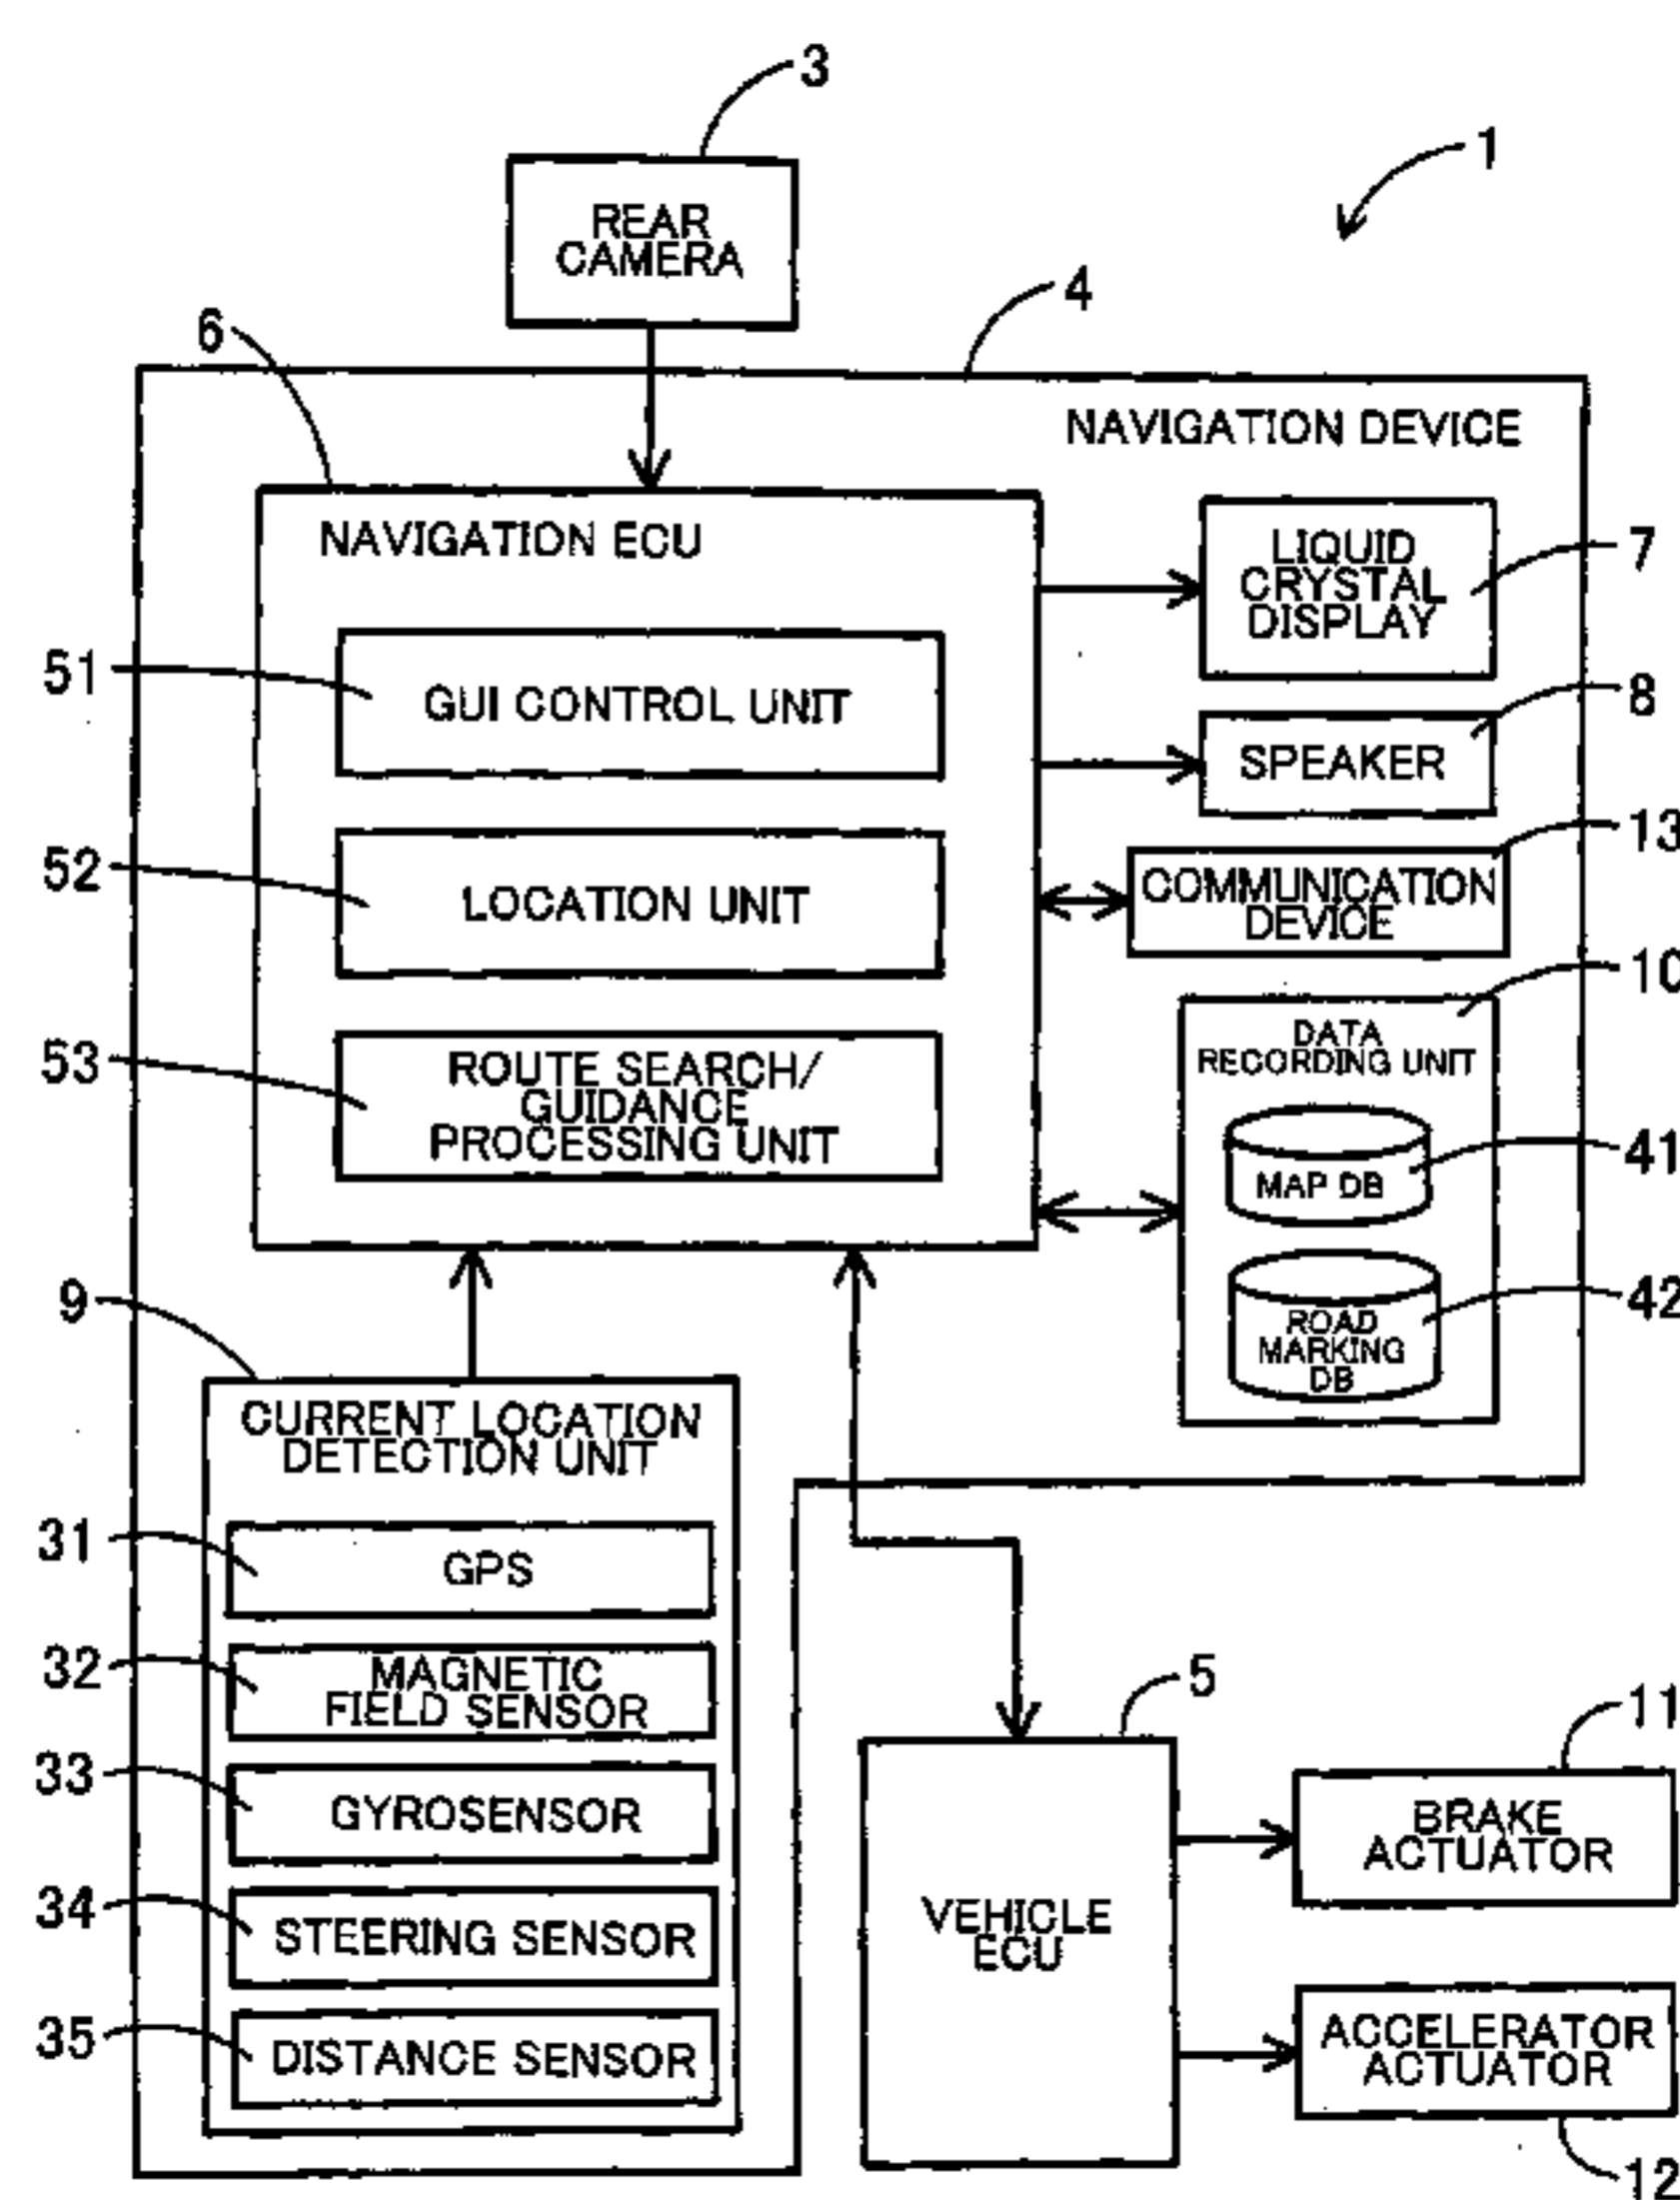 3
1
REAR
CAMERA
4
6
NAVIGATION DEVICE
NAVIGATION ECU
LIQUID
CRYSTAL
DISPLAY
7
51
GUI CONTROL UNIT
8
SPEAKER
13
52
LOCATION UNIT
COMMUNICATION
DEVICE
10
DATA
RECORDING UNIT
53
ROUTE SEARCH/
GUIDANCE
PROCESSING UNIT
41
MAP DB
9
42
ROAD
MARKING
DB
CURRENT LOCATION
DETECTION UNIT
31
GPS
32
MAGNETIC
FIELD SENSOR
5
11
33
GYROSENSOR
BRAKE
ACTUATOR
34
STEERING SENSOR
VEHICLE
ECU
35
DISTANCE SENSOR
ACCELERATOR
ACTUATOR
12